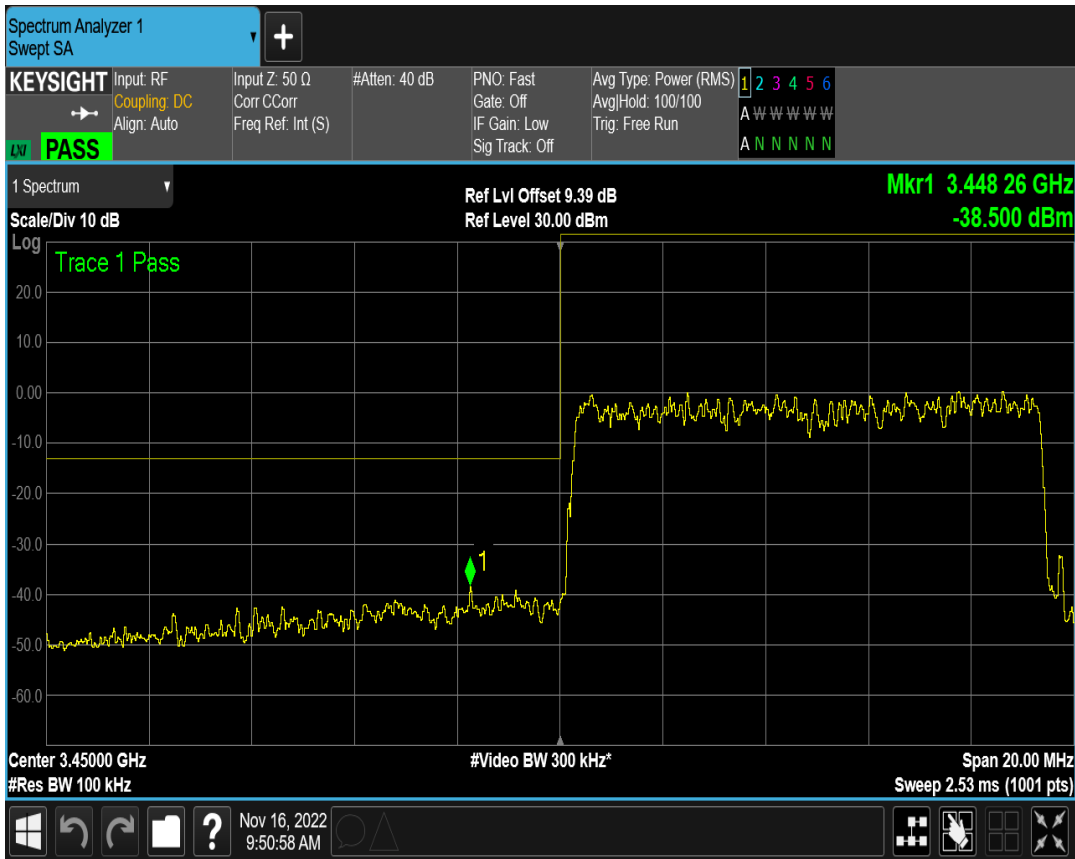 Spectrum Analyzer 1
Swept SA
+
KEYSIGHT
LXI PASS
Input: RF
Coupling: DC
Align: Auto
Input Z: 50 Ω
Corr CCorr
Freq Ref: Int (S)
#Atten: 40 dB
PNO: Fast
Gate: Off
IF Gain: Low
Sig Track: Off
Avg Type: Power (RMS)
Avg|Hold: 100/100
Trig: Free Run
1 2 3 4 5 6
A W W W W W
A N N N N N
1 Spectrum
Scale/Div 10 dB
Ref Lvl Offset 9.39 dB
Ref Level 30.00 dBm
Mkr1 3.448 26 GHz
-38.500 dBm
Log
Trace 1 Pass
20.0
10.0
0.00
-10.0
-20.0
-30.0
1
-40.0
-50.0
-60.0
Center 3.45000 GHz
#Res BW 100 kHz
#Video BW 300 kHz*
Span 20.00 MHz
Sweep 2.53 ms (1001 pts)
?
Nov 16, 2022
9:50:58 AM